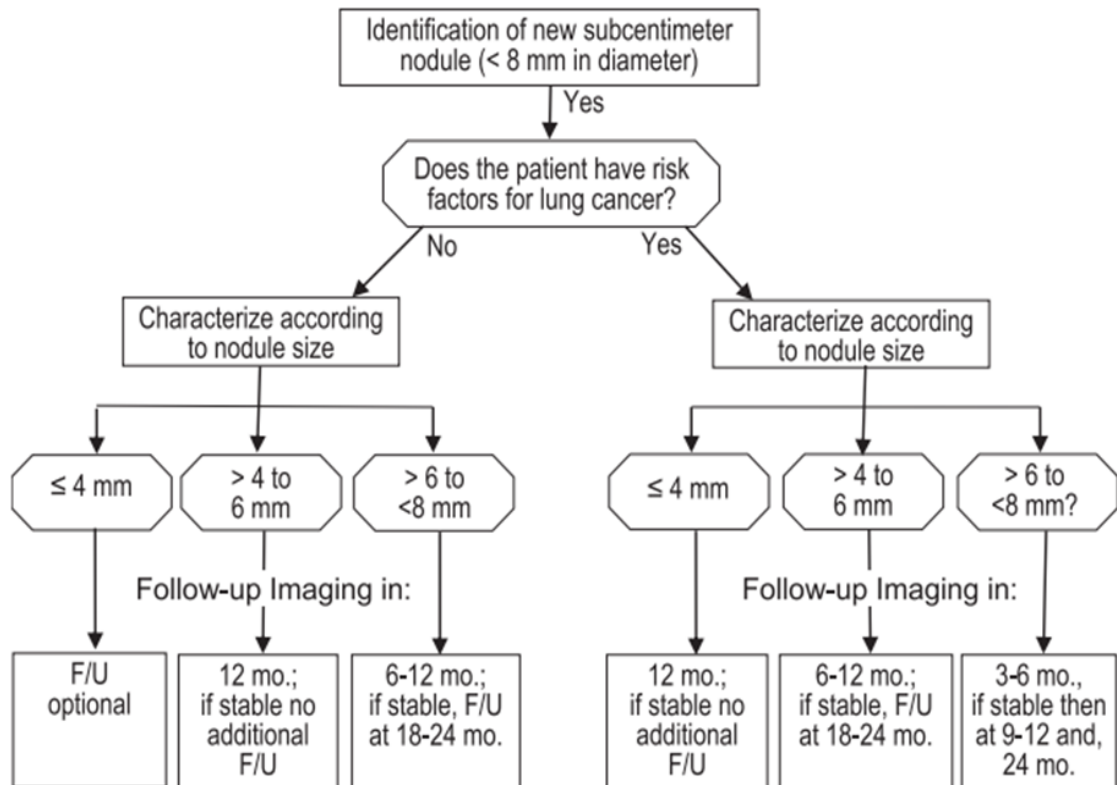 Identification of new subcentimeter
nodule (< 8 mm in diameter)
Yes
Does the patient have risk
factors for lung cancer?
No
Yes
Characterize according
to nodule size
Characterize according
to nodule size
≤ 4 mm
> 4 to
6 mm
> 6 to
<8 mm
≤ 4 mm
> 4 to
6 mm
> 6 to
<8 mm?
Follow-up Imaging in:
Follow-up Imaging in:
F/U
optional
12 mo.;
if stable no
additional
F/U
6-12 mo.;
if stable, F/U
at 18-24 mo.
12 mo.;
if stable no
additional
F/U
6-12 mo.;
if stable, F/U
at 18-24 mo.
3-6 mo.,
if stable then
at 9-12 and,
24 mo.